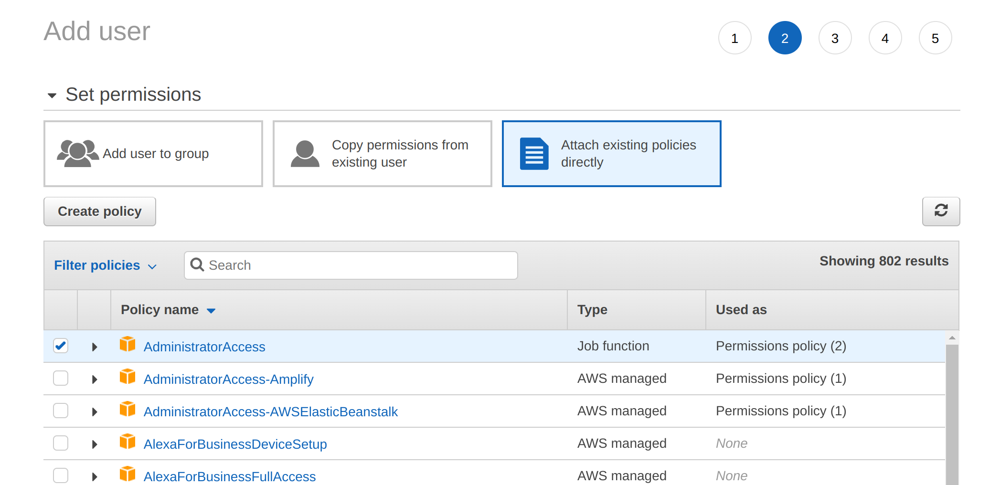 Add user
1 2 3 4 5
Set permissions
Add user to group
Copy permissions from
existing user
Attach existing policies
directly
Create policy
Filter policies
Search
Showing 802 results
Policy name Type Used as
AdministratorAccess Job function Permissions policy (2)
AdministratorAccess-Amplify AWS managed Permissions policy (1)
AdministratorAccess-AWSElasticBeanstalk AWS managed Permissions policy (1)
AlexaForBusinessDeviceSetup AWS managed None
AlexaForBusinessFullAccess AWS managed None